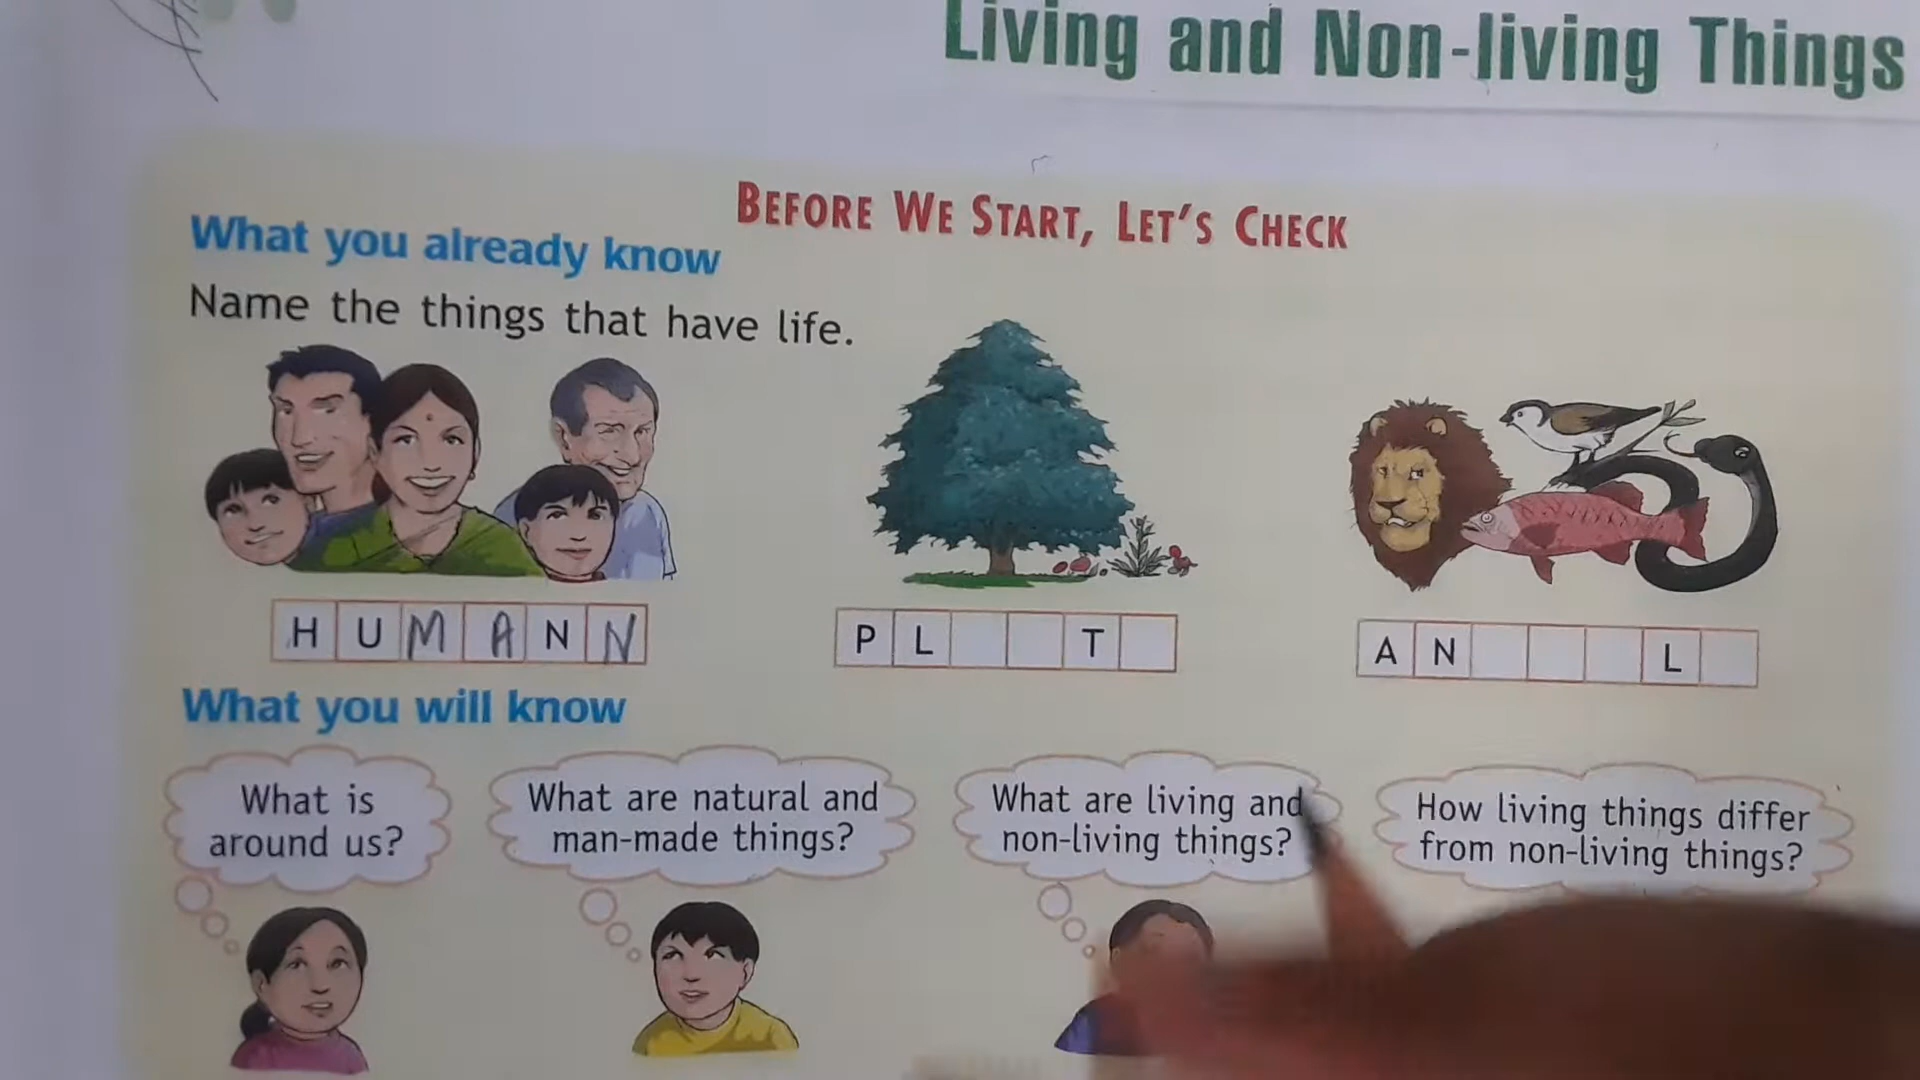 Living and Non-living Things
BEFORE WE START, LET'S CHECK
What you already know
Name the things that have life.
H U M A N N
P L T
A N L
What you will know
What is
around us?
What are natural and
man-made things?
What are living and
non-living things?
How living things differ
from non-living things?